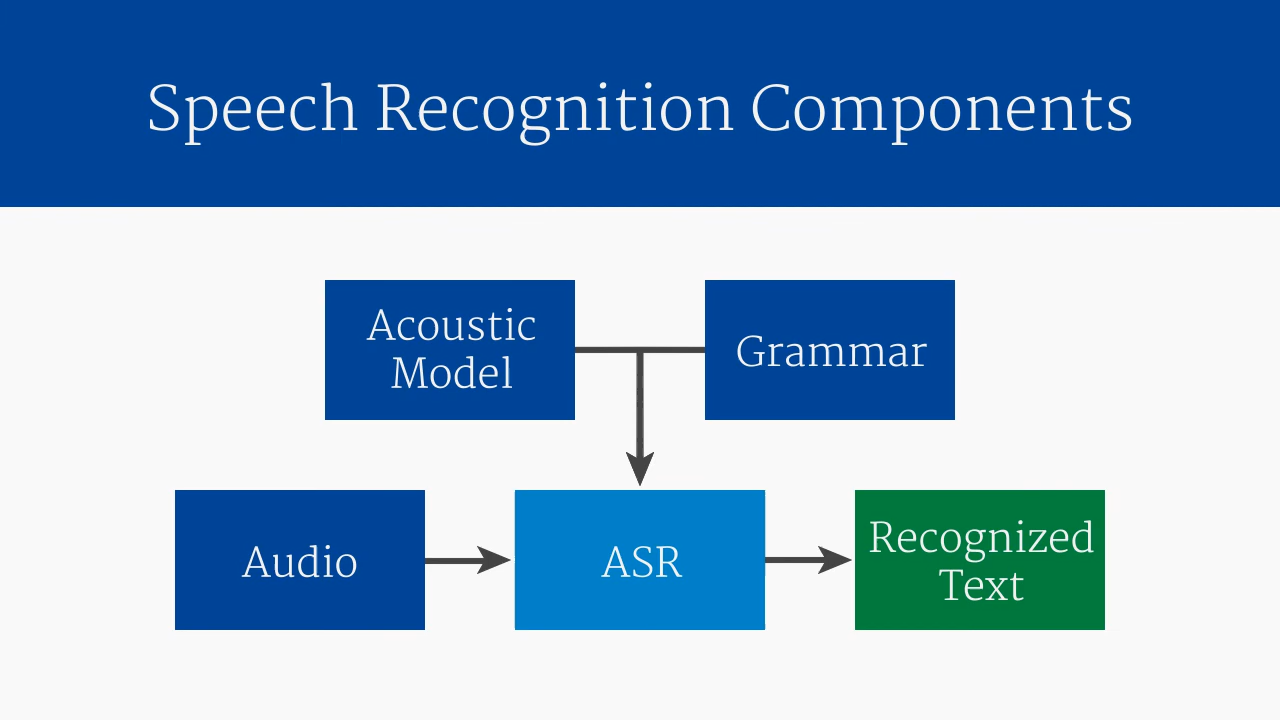 Speech Recognition Components
Acoustic
Model
Grammar
Audio
ASR
Recognized
Text